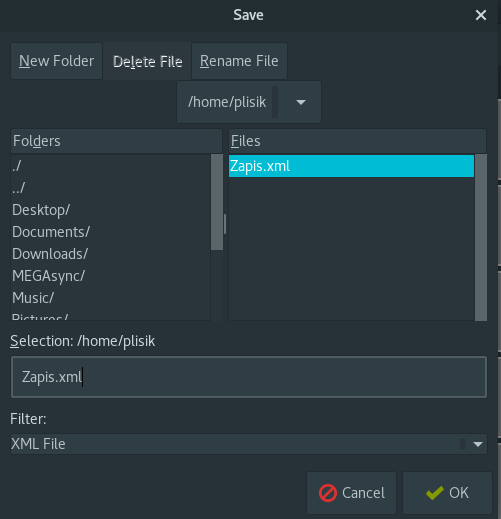 Save
New Folder Delete File Rename File
/home/plisik
Folders Files
./ Zapis.xml
../
Desktop/
Documents/
Downloads/
MEGAsync/
Music/
Pictures/
Selection: /home/plisik
Zapis.xml
Filter:
XML File
Cancel OK